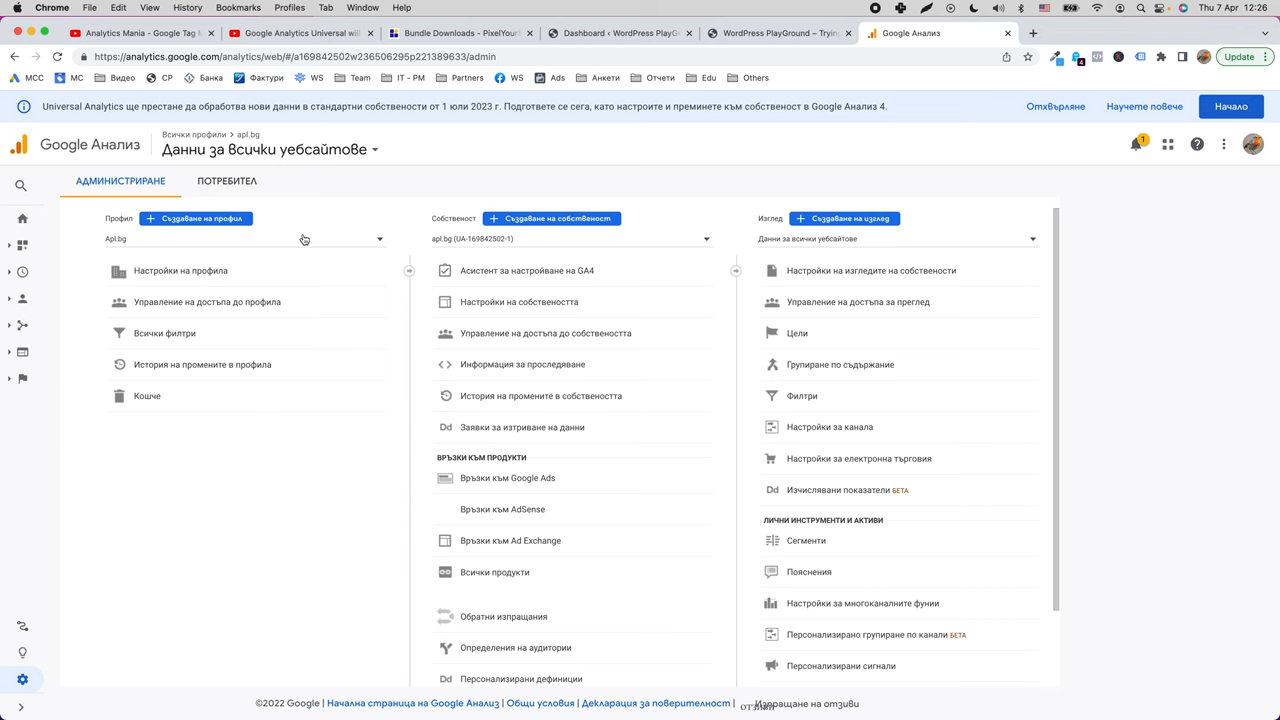 Chrome File Edit View History Bookmarks Profiles Tab Window Help Thu 7 Apr 12:26
Analytics Mania - Google Tag M Google Analytics Universal will Bundle Downloads - PixelYourS Dashboard ‹ WordPress PlayGr WordPress PlayGround – Trying Google Анализ
https://analytics.google.com/analytics/web/#/a169842502w236506295p221389633/admin Update
MCC MC Видео CP Банка Фактури WS Team IT - PM Partners WS Ads Анкети Отчети Edu Others
Universal Analytics ще престане да обработва нови данни в стандартни собствености от 1 юли 2023 г. Подгответе се сега, като настроите и преминете към собственост в Google Анализ 4. Отхвърляне Научете повече Начало
Всички профили > apl.bg
Google Анализ Данни за всички уебсайтове 1
АДМИНИСТРИРАНЕ ПОТРЕБИТЕЛ
Профил + Създаване на профил
Apl.bg
Настройки на профила
Управление на достъпа до профила
Всички филтри
История на промените в профила
Кошче
Собственост + Създаване на собственост
apl.bg (UA-169842502-1)
Асистент за настройване на GA4
Настройки на собствеността
Управление на достъпа до собствеността
Информация за проследяване
История на промените в собствеността
Dd Заявки за изтриване на данни
ВРЪЗКИ КЪМ ПРОДУКТИ
Връзки към Google Ads
Връзки към AdSense
Връзки към Ad Exchange
Всички продукти
Обратни изпращания
Определения на аудитории
Dd Персонализирани дефиниции
Изглед + Създаване на изглед
Данни за всички уебсайтове
Настройки на изгледите на собствености
Управление на достъпа за преглед
Цели
Групиране по съдържание
Филтри
Настройки за канала
Настройки за електронна търговия
Dd Изчислявани показатели БЕТА
ЛИЧНИ ИНСТРУМЕНТИ И АКТИВИ
Сегменти
Пояснения
Настройки за многоканалните фунии
Персонализирано групиране по канали БЕТА
Персонализирани сигнали
©2022 Google | Начална страница на Google Анализ | Общи условия | Декларация за поверителност | Изпращане на отзиви